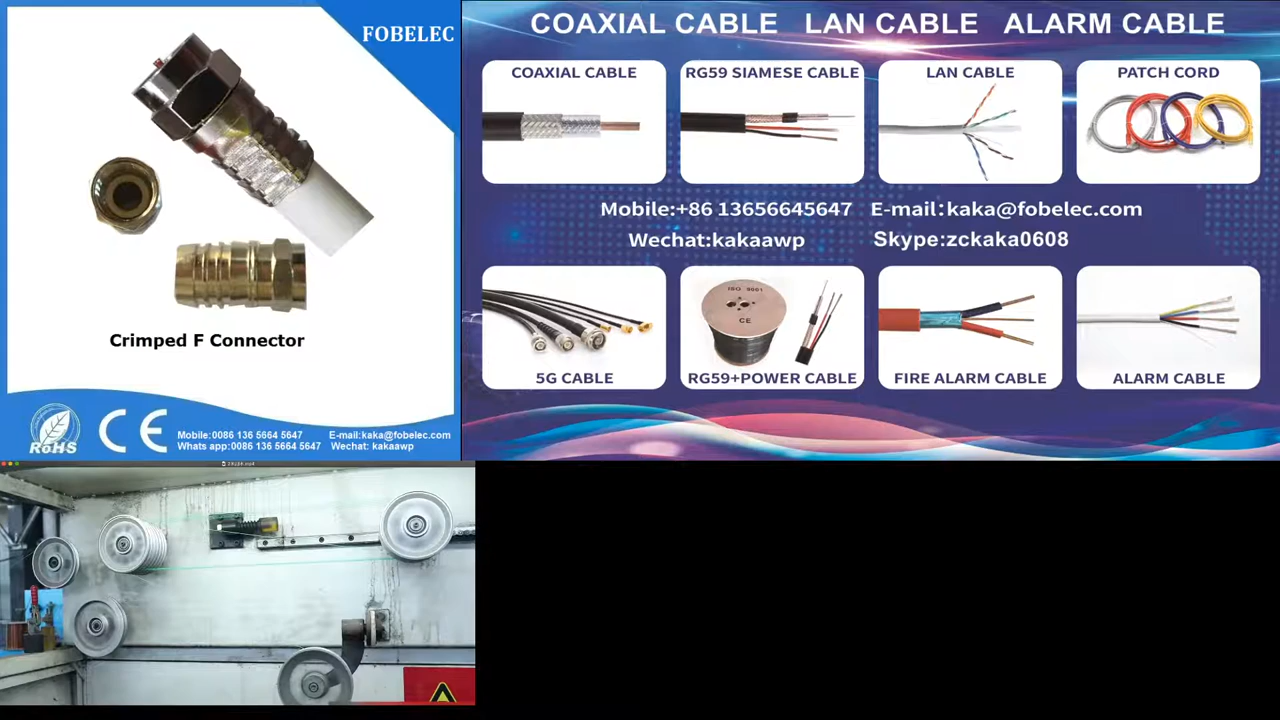 FOBELEC
Crimped F Connector
RoHS
CE
Mobile:0086 136 5664 5647 E-mail:kaka@fobelec.com
Whats app:0086 136 5664 5647 Wechat: kakaawp
COAXIAL CABLE LAN CABLE ALARM CABLE
COAXIAL CABLE
RG59 SIAMESE CABLE
LAN CABLE
PATCH CORD
Mobile:+86 13656645647 E-mail:kaka@fobelec.com
Wechat:kakaawp Skype:zckaka0608
5G CABLE
ISO 9001
CE
RG59+POWER CABLE
FIRE ALARM CABLE
ALARM CABLE